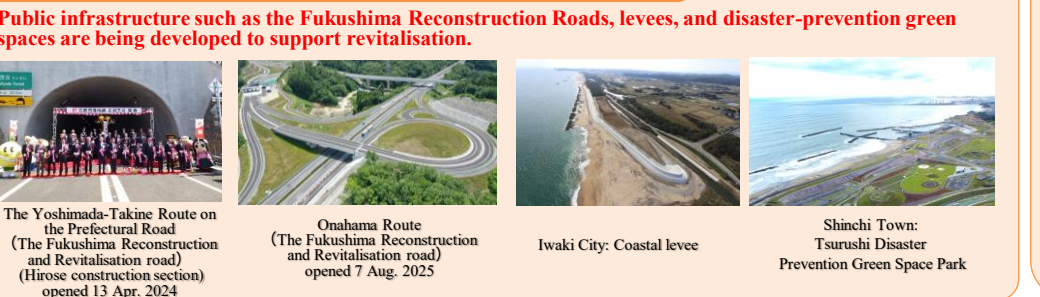 Public infrastructure such as the Fukushima Reconstruction Roads, levees, and disaster-prevention green
spaces are being developed to support revitalisation.
The Yoshimada-Takine Route on
the Prefectural Road
（The Fukushima Reconstruction
and Revitalisation road）
(Hirose construction section)
opened 13 Apr. 2024
Onahama Route
（The Fukushima Reconstruction
and Revitalisation road）
opened 7 Aug. 2025
Iwaki City: Coastal levee
Shinchi Town:
Tsurushi Disaster
Prevention Green Space Park